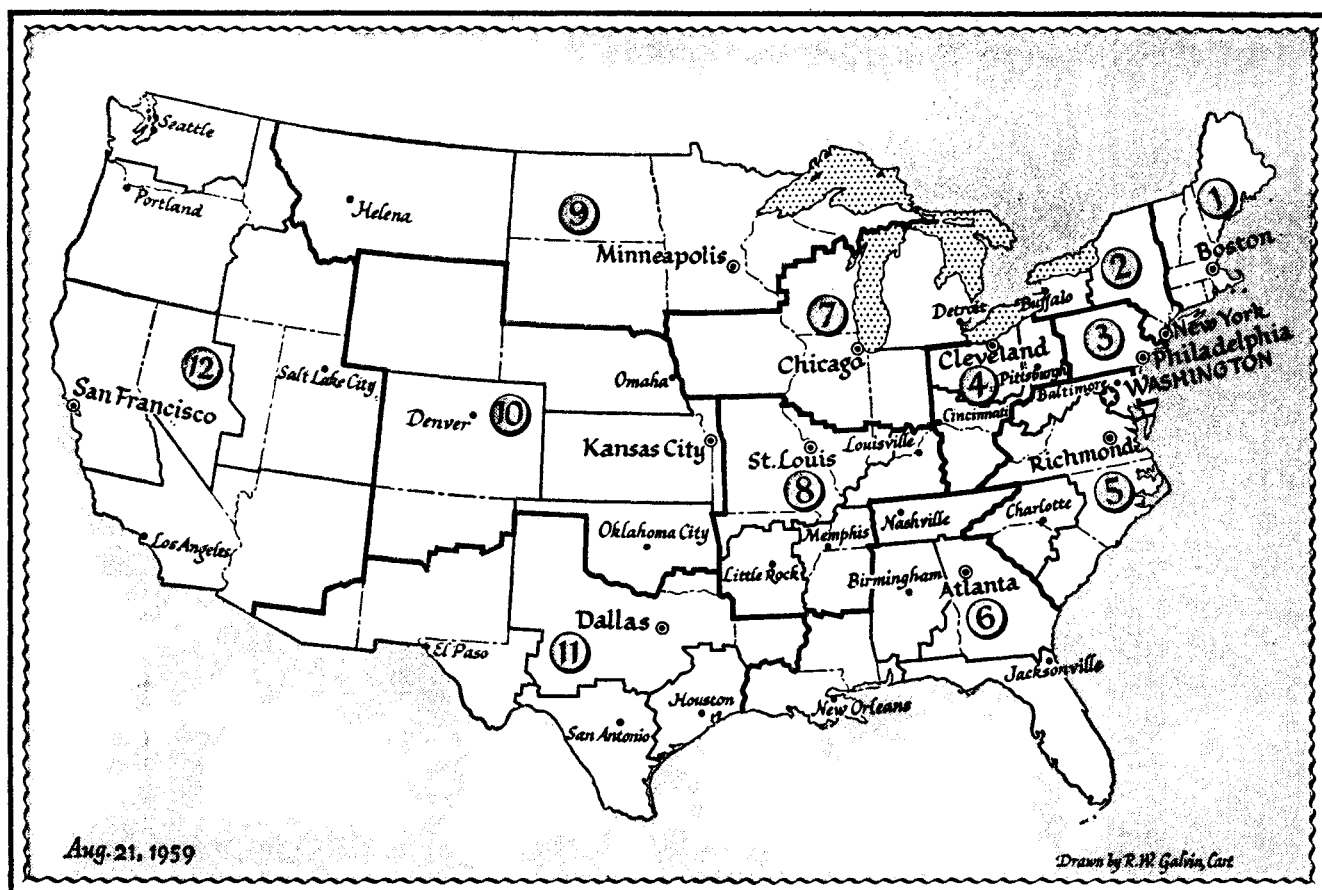 Seattle
Portland
Helena
9
Minneapolis
1
Boston
2
Detroit
Buffalo
7
3
New York
Philadelphia
WASHINGTON
Chicago
Cleveland
4
Pittsburgh
Baltimore
Cincinnati
12
Salt Lake City
San Francisco
Omaha
Denver
10
Kansas City
St. Louis
Louisville
8
Richmond
5
Los Angeles
Oklahoma City
Memphis
Nashville
Charlotte
Little Rock
Birmingham
Atlanta
6
Dallas
11
El Paso
Houston
San Antonio
New Orleans
Jacksonville
Aug. 21, 1959
Drawn by R.W. Galvin, Cart